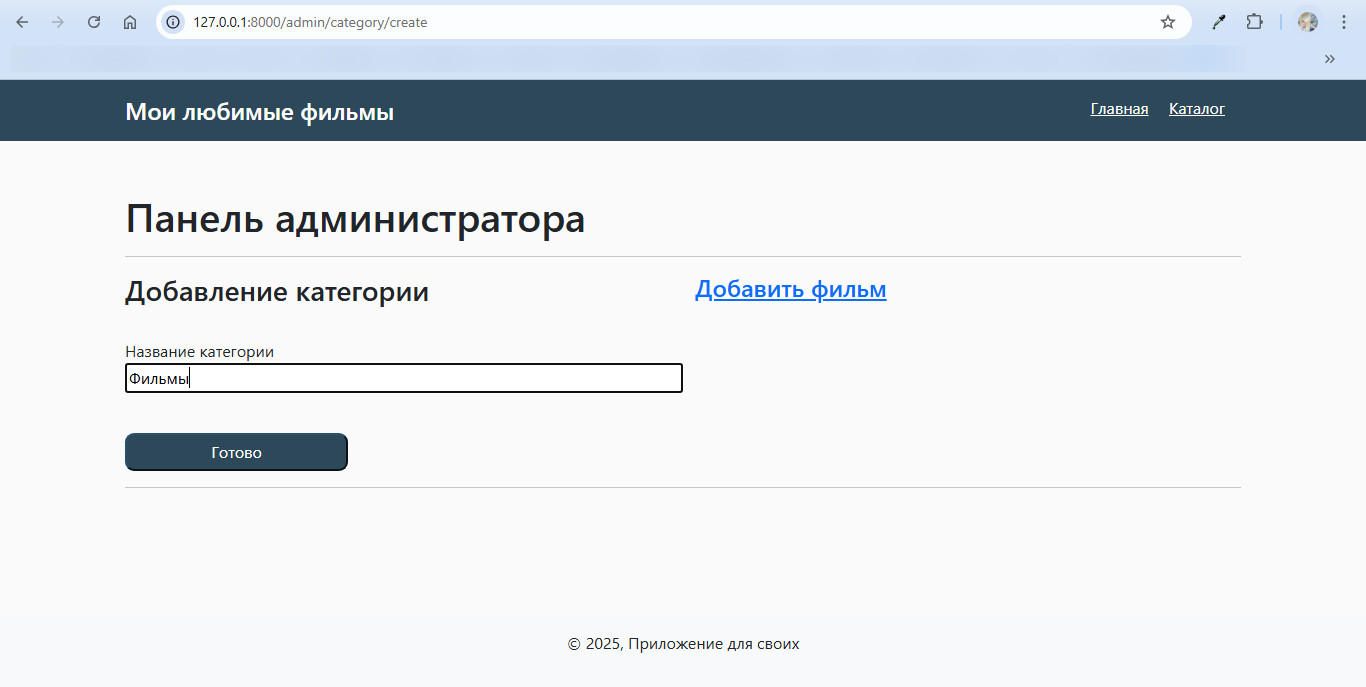 127.0.0.1:8000/admin/category/create
Мои любимые фильмы
Главная Каталог
Панель администратора
Добавление категории
Добавить фильм
Название категории
Фильмы
Готово
© 2025, Приложение для своих